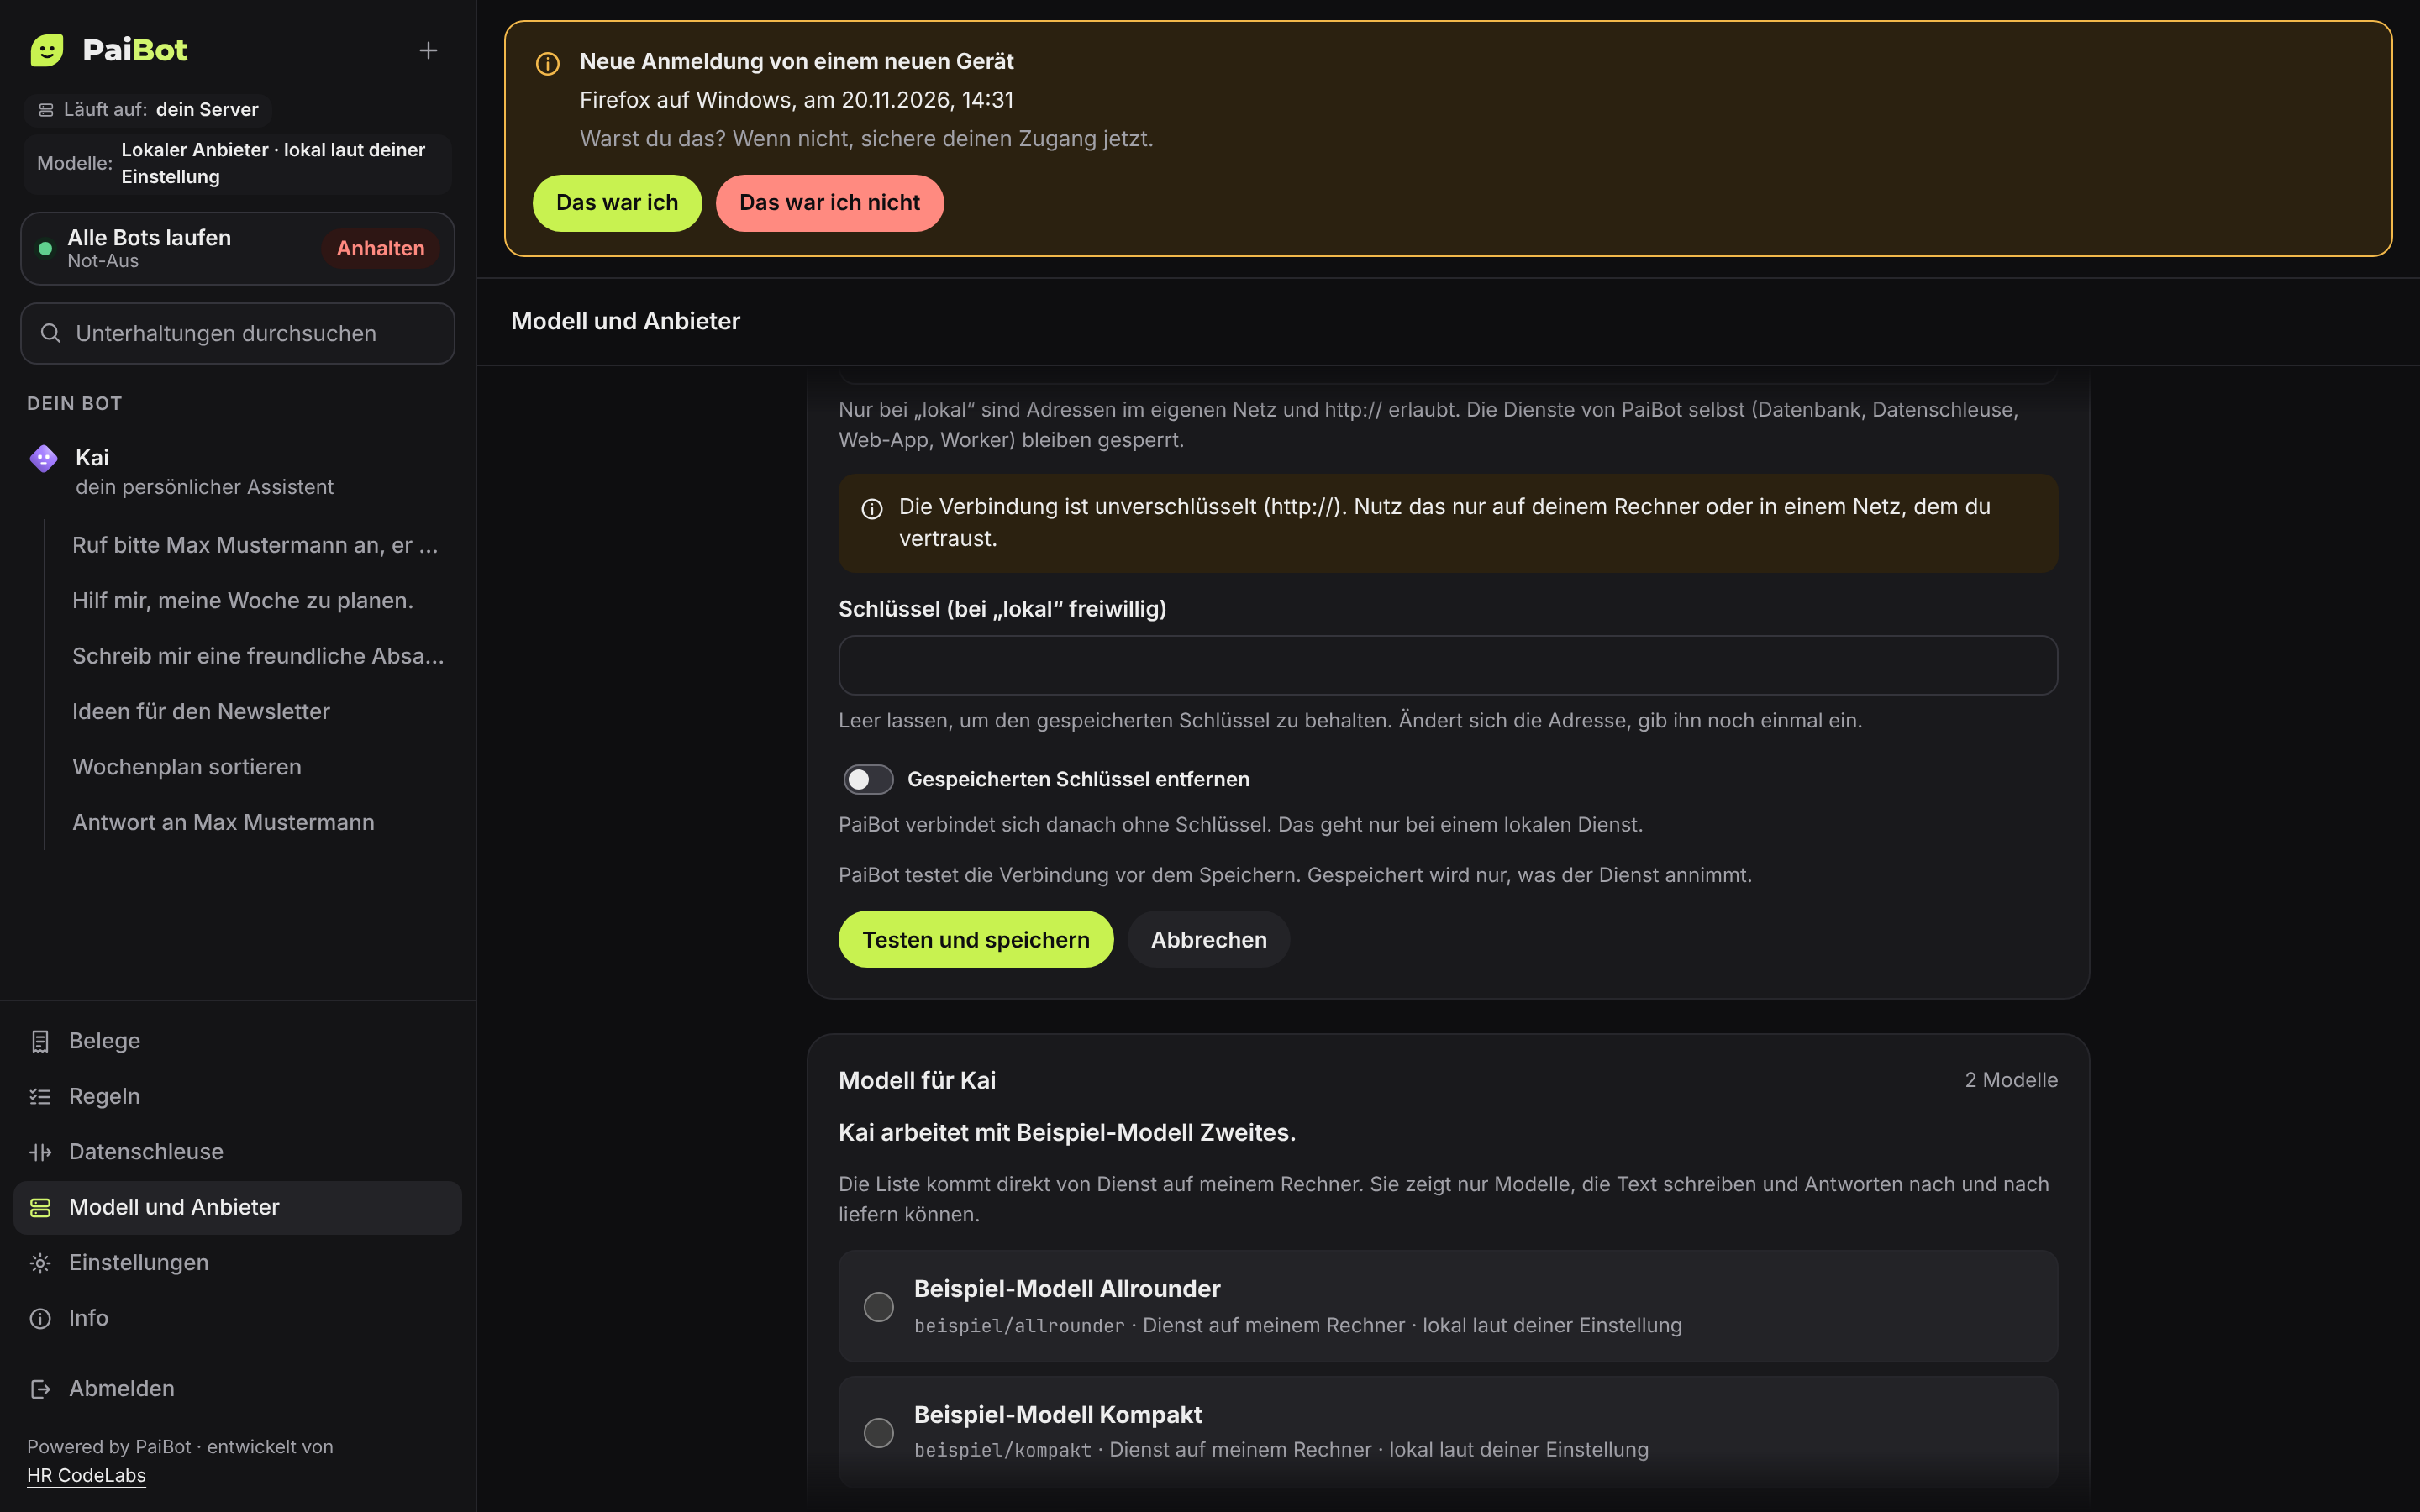 PaiBot
Läuft auf: dein Server
Modelle: Lokaler Anbieter · lokal laut deiner
Einstellung
Alle Bots laufen
Not-Aus
Anhalten
Unterhaltungen durchsuchen
DEIN BOT
Kai
dein persönlicher Assistent
Ruf bitte Max Mustermann an, er ...
Hilf mir, meine Woche zu planen.
Schreib mir eine freundliche Absa...
Ideen für den Newsletter
Wochenplan sortieren
Antwort an Max Mustermann
Belege
Regeln
Datenschleuse
Modell und Anbieter
Einstellungen
Info
Abmelden
Powered by PaiBot · entwickelt von
HR CodeLabs
Neue Anmeldung von einem neuen Gerät
Firefox auf Windows, am 20.11.2026, 14:31
Warst du das? Wenn nicht, sichere deinen Zugang jetzt.
Das war ich
Das war ich nicht
Modell und Anbieter
Nur bei „lokal“ sind Adressen im eigenen Netz und http:// erlaubt. Die Dienste von PaiBot selbst (Datenbank, Datenschleuse,
Web-App, Worker) bleiben gesperrt.
Die Verbindung ist unverschlüsselt (http://). Nutz das nur auf deinem Rechner oder in einem Netz, dem du
vertraust.
Schlüssel (bei „lokal“ freiwillig)
Leer lassen, um den gespeicherten Schlüssel zu behalten. Ändert sich die Adresse, gib ihn noch einmal ein.
Gespeicherten Schlüssel entfernen
PaiBot verbindet sich danach ohne Schlüssel. Das geht nur bei einem lokalen Dienst.
PaiBot testet die Verbindung vor dem Speichern. Gespeichert wird nur, was der Dienst annimmt.
Testen und speichern
Abbrechen
Modell für Kai
2 Modelle
Kai arbeitet mit Beispiel-Modell Zweites.
Die Liste kommt direkt von Dienst auf meinem Rechner. Sie zeigt nur Modelle, die Text schreiben und Antworten nach und nach
liefern können.
Beispiel-Modell Allrounder
beispiel/allrounder · Dienst auf meinem Rechner · lokal laut deiner Einstellung
Beispiel-Modell Kompakt
beispiel/kompakt · Dienst auf meinem Rechner · lokal laut deiner Einstellung